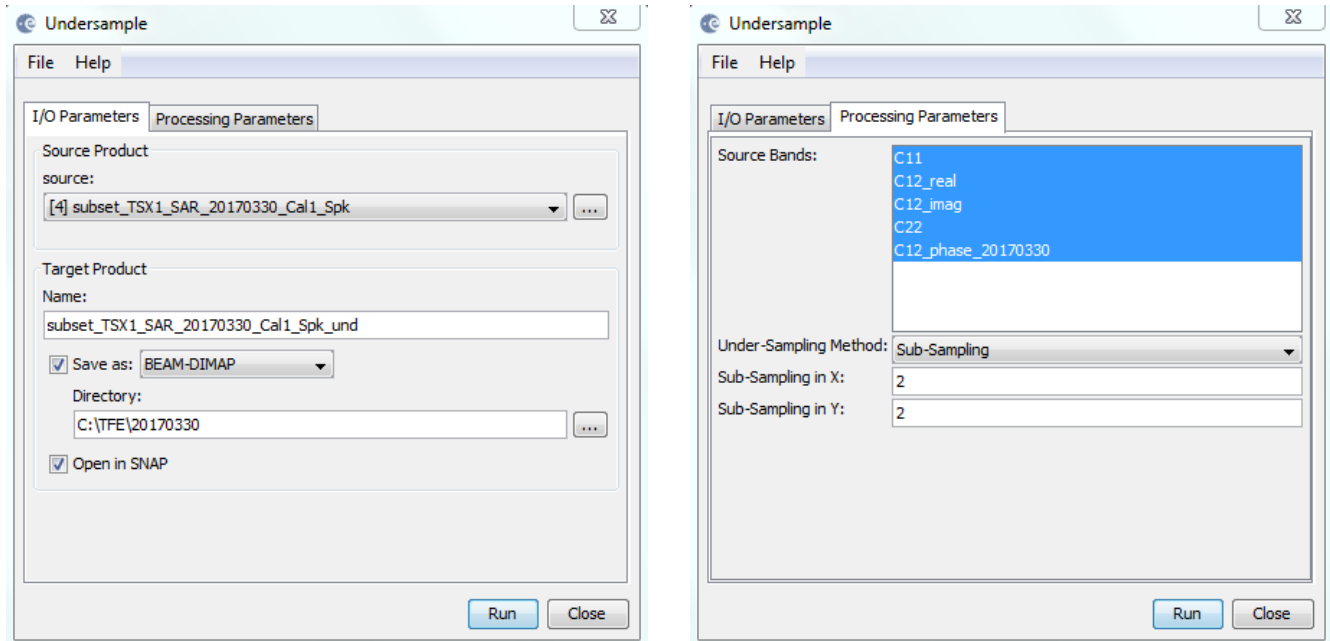 Undersample
File Help
I/O Parameters Processing Parameters
Source Product
source:
[4] subset_TSX1_SAR_20170330_Cal1_Spk ...
Target Product
Name:
subset_TSX1_SAR_20170330_Cal1_Spk_und
Save as: BEAM-DIMAP
Directory:
C:\TFE\20170330 ...
Open in SNAP
Run Close
Undersample
File Help
I/O Parameters Processing Parameters
Source Bands: C11
C12_real
C12_imag
C22
C12_phase_20170330
Under-Sampling Method: Sub-Sampling
Sub-Sampling in X: 2
Sub-Sampling in Y: 2
Run Close